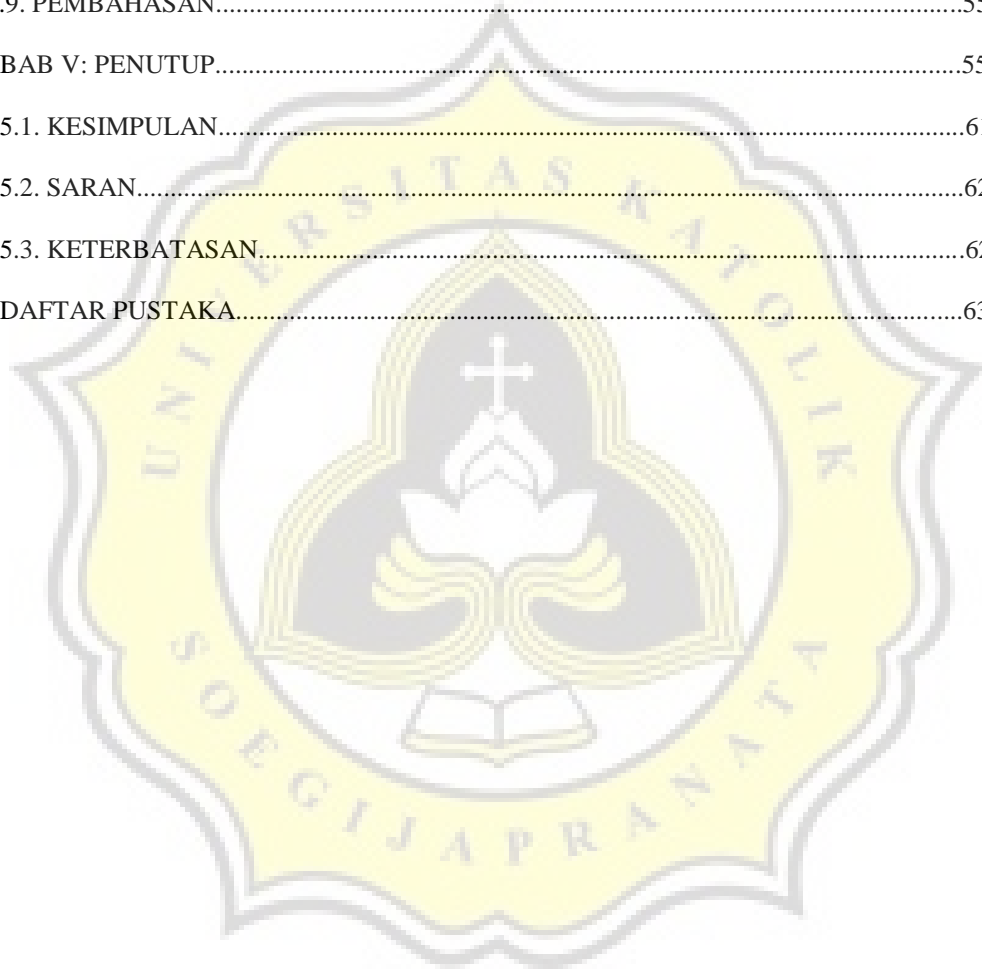 .9. PEMBAHASAN....................................................................................................55
BAB V: PENUTUP....................................................................................................55
5.1. KESIMPULAN....................................................................................................61
5.2. SARAN....................................................................................................62
5.3. KETERBATASAN....................................................................................................62
DAFTAR PUSTAKA....................................................................................................63
UNIVERSITAS KATOLIK
SOEGIJAPRANATA